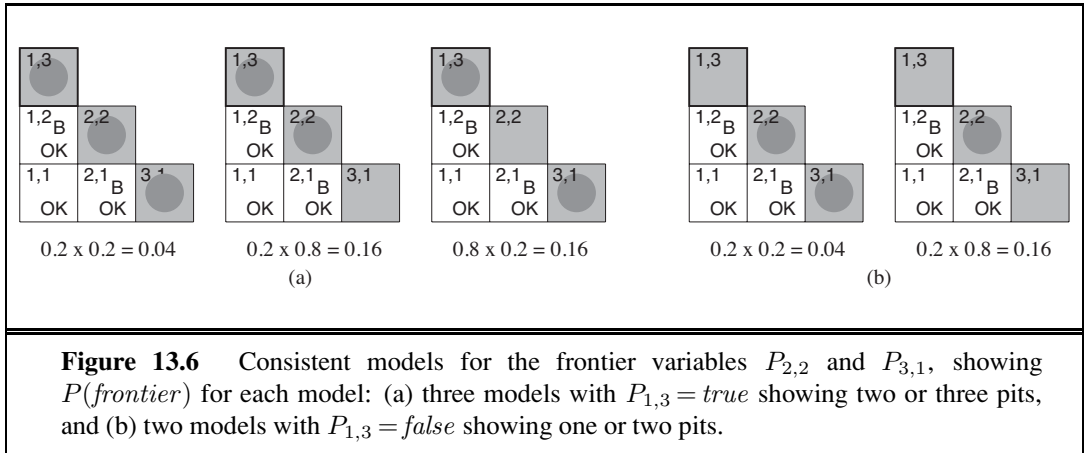 1,3
1,2 B 2,2
OK
1,1 2,1 B 3,1
OK OK
0.2 x 0.2 = 0.04
1,3
1,2 B 2,2
OK
1,1 2,1 B 3,1
OK OK
0.2 x 0.8 = 0.16
1,3
1,2 B 2,2
OK
1,1 2,1 B 3,1
OK OK
0.8 x 0.2 = 0.16
(a)
1,3
1,2 B 2,2
OK
1,1 2,1 B 3,1
OK OK
0.2 x 0.2 = 0.04
1,3
1,2 B 2,2
OK
1,1 2,1 B 3,1
OK OK
0.2 x 0.8 = 0.16
(b)
Figure 13.6 Consistent models for the frontier variables P2,2 and P3,1, showing
P(frontier) for each model: (a) three models with P1,3 = true showing two or three pits,
and (b) two models with P1,3 = false showing one or two pits.